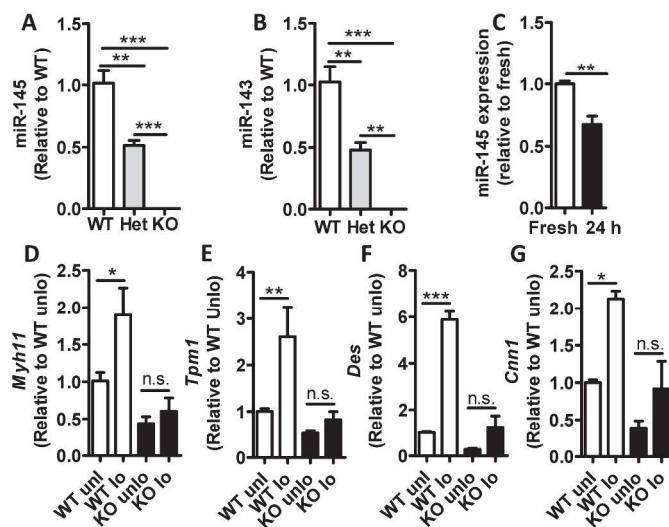 A
miR-145
(Relative to WT)
1.5
1.0
0.5
0.0
***
**
***
WT Het KO
B
miR-143
(Relative to WT)
1.5
1.0
0.5
0.0
***
**
**
WT Het KO
C
miR-145 expression
(relative to fresh)
1.5
1.0
0.5
0.0
**
Fresh 24 h
D
Myh11
(Relative to WT unlo)
2.5
2.0
1.5
1.0
0.5
0.0
*
n.s.
WT unl
WT lo
KO unlo
KO lo
E
Tpm1
(Relative to WT Unlo)
4
3
2
1
0
**
n.s.
WT unl
WT lo
KO unlo
KO lo
F
Des
(Relative to WT Unlo)
8
6
4
2
0
***
n.s.
WT unl
WT lo
KO unlo
KO lo
G
Cnn1
(Relative to WT Unlo)
2.5
2.0
1.5
1.0
0.5
0.0
*
n.s.
WT unl
WT lo
KO unlo
KO lo